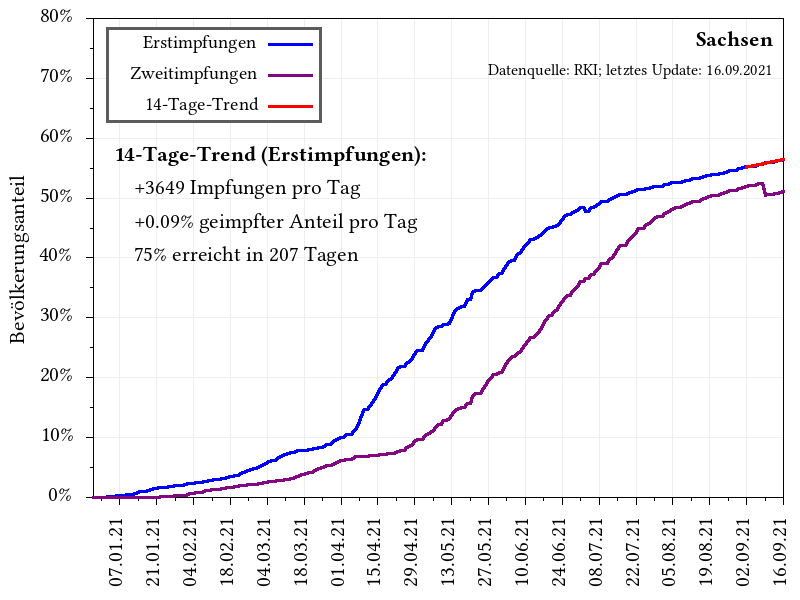 80%
70%
60%
50%
40%
30%
20%
10%
0%
Bevölkerungsanteil
Erstimpfungen
Zweitimpfungen
14-Tage-Trend
Sachsen
Datenquelle: RKI; letztes Update: 16.09.2021
14-Tage-Trend (Erstimpfungen):
+3649 Impfungen pro Tag
+0.09% geimpfter Anteil pro Tag
75% erreicht in 207 Tagen
07.01.21
21.01.21
04.02.21
18.02.21
04.03.21
18.03.21
01.04.21
15.04.21
29.04.21
13.05.21
27.05.21
10.06.21
24.06.21
08.07.21
22.07.21
05.08.21
19.08.21
02.09.21
16.09.21